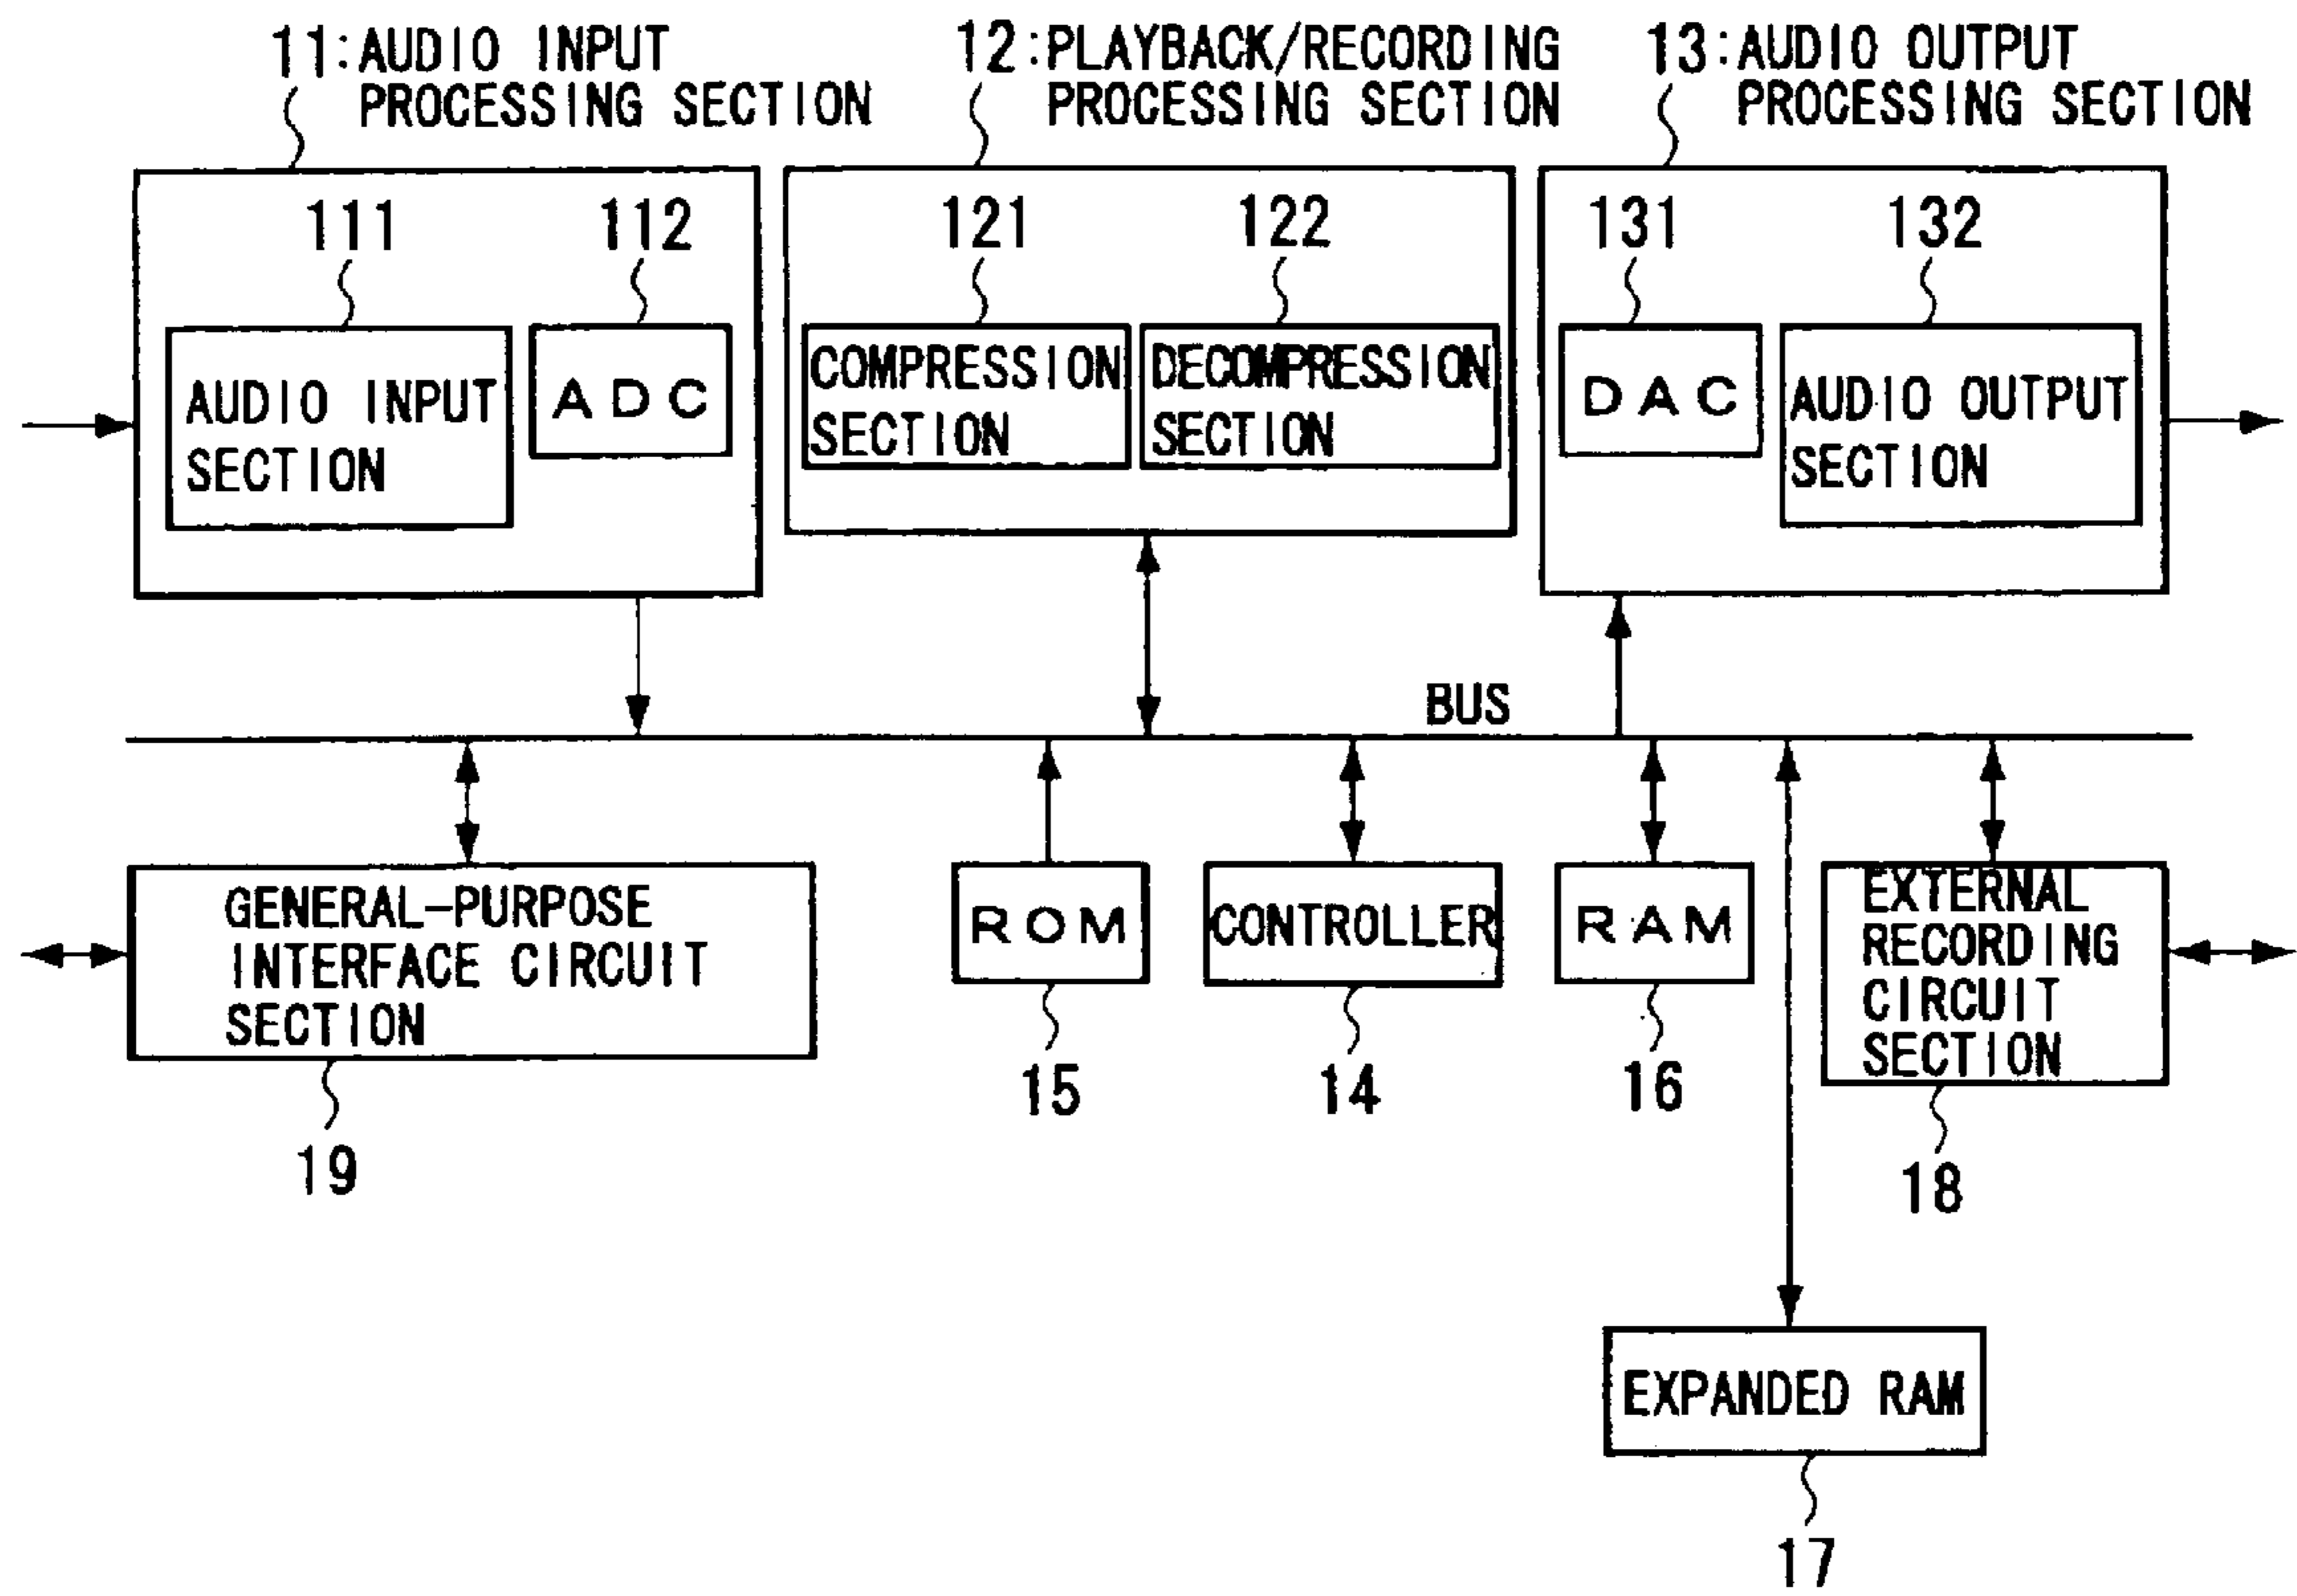 11:AUDIO INPUT
PROCESSING SECTION
12:PLAYBACK/RECORDING
PROCESSING SECTION
13:AUDIO OUTPUT
PROCESSING SECTION
111
112
121
122
131
132
AUDIO INPUT
SECTION
ADC
COMPRESSION
SECTION
DECOMPRESSION
SECTION
DAC
AUDIO OUTPUT
SECTION
BUS
GENERAL-PURPOSE
INTERFACE CIRCUIT
SECTION
ROM
CONTROLLER
RAM
EXTERNAL
RECORDING
CIRCUIT
SECTION
19
15
14
16
18
EXPANDED RAM
17